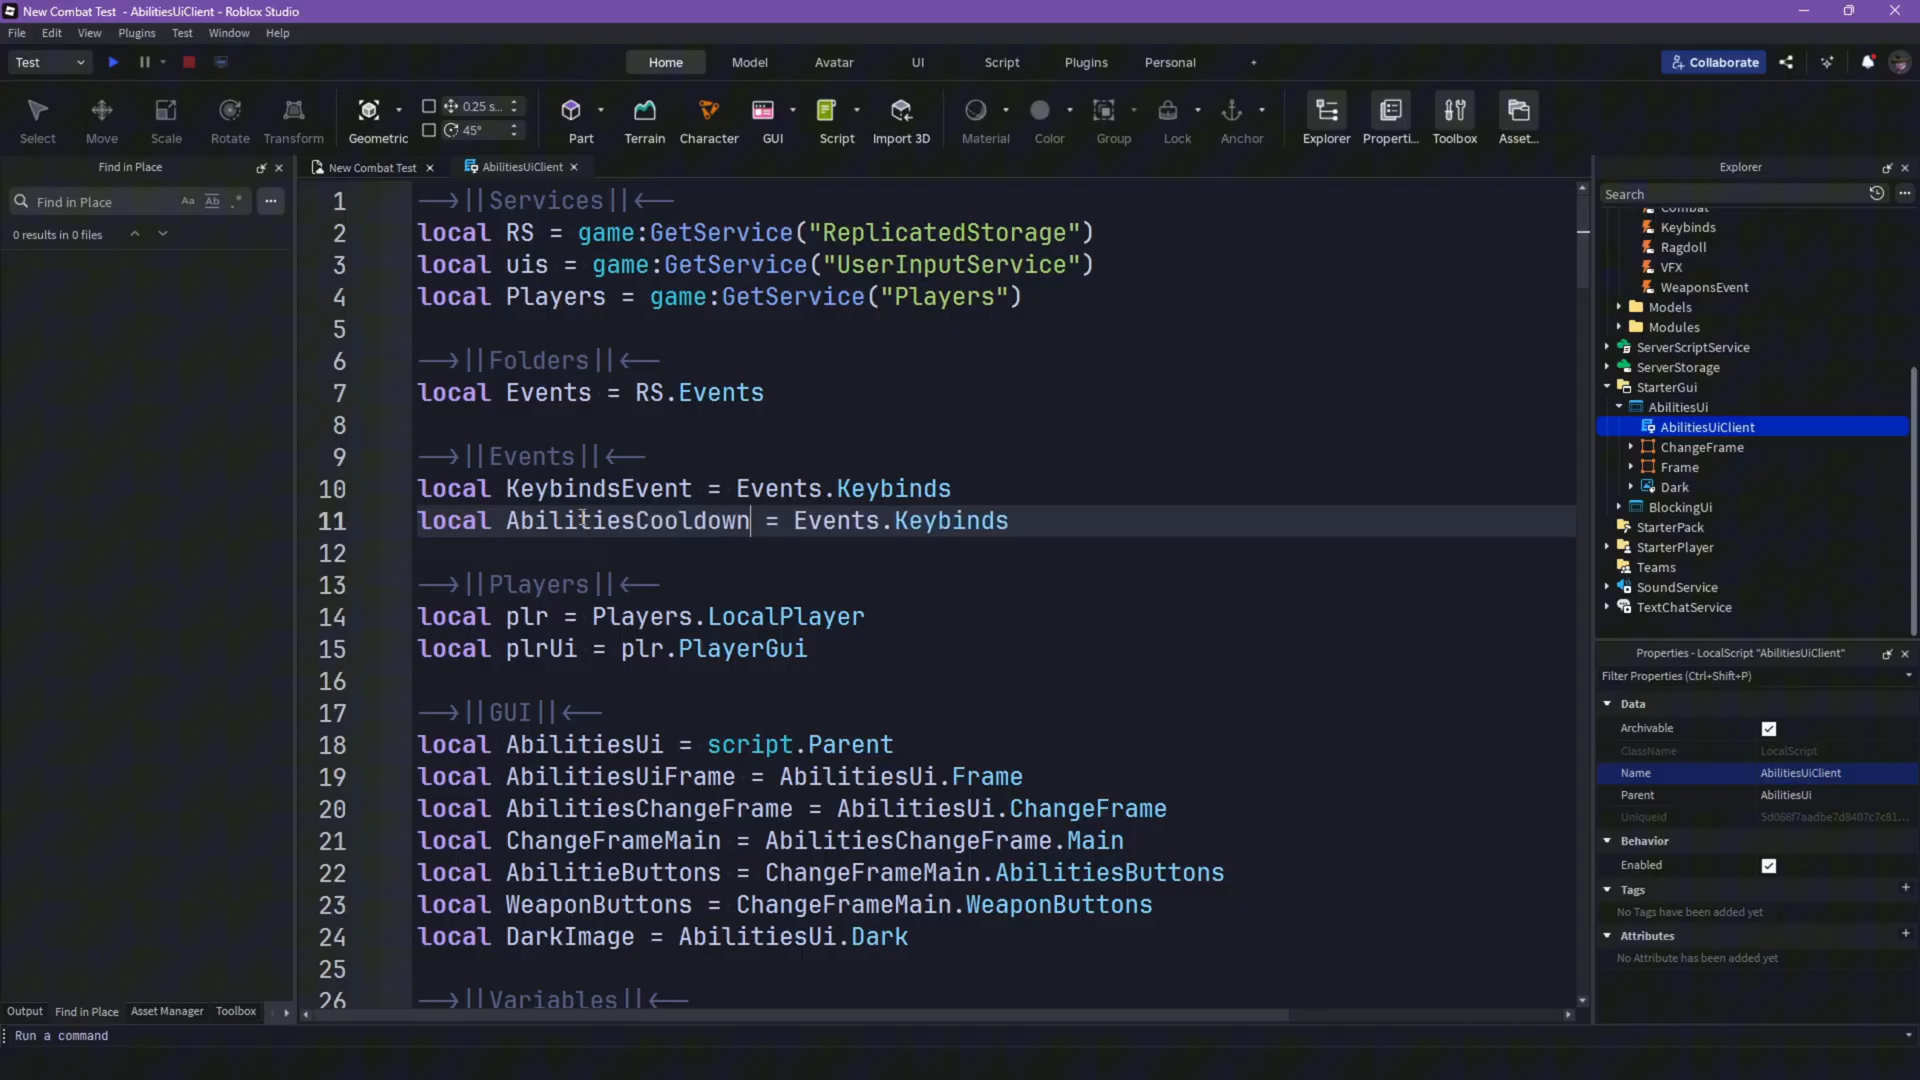 New Combat Test - AbilitiesUiClient - Roblox Studio
File Edit View Plugins Test Window Help
Test
Home Model Avatar UI Script Plugins Personal +
Collaborate
Select Move Scale Rotate Transform Geometric
0.25 s...
45°
Part Terrain Character GUI Script Import 3D Material Color Group Lock Anchor Explorer Properti... Toolbox Asset...
Find in Place
Find in Place Aa Ab .*
0 results in 0 files
New Combat Test
AbilitiesUiClient
1 -->||Services||<--
2 local RS = game:GetService("ReplicatedStorage")
3 local uis = game:GetService("UserInputService")
4 local Players = game:GetService("Players")
5
6 -->||Folders||<--
7 local Events = RS.Events
8
9 -->||Events||<--
10 local KeybindsEvent = Events.Keybinds
11 local AbilitiesCooldown = Events.Keybinds
12
13 -->||Players||<--
14 local plr = Players.LocalPlayer
15 local plrUi = plr.PlayerGui
16
17 -->||GUI||<--
18 local AbilitiesUi = script.Parent
19 local AbilitiesUiFrame = AbilitiesUi.Frame
20 local AbilitiesChangeFrame = AbilitiesUi.ChangeFrame
21 local ChangeFrameMain = AbilitiesChangeFrame.Main
22 local AbilitieButtons = ChangeFrameMain.AbilitiesButtons
23 local WeaponButtons = ChangeFrameMain.WeaponButtons
24 local DarkImage = AbilitiesUi.Dark
25
26 -->||Variables||<--
Explorer
Search
Combat
Keybinds
Ragdoll
VFX
WeaponsEvent
Models
Modules
ServerScriptService
ServerStorage
StarterGui
AbilitiesUi
AbilitiesUiClient
ChangeFrame
Frame
Dark
BlockingUi
StarterPack
StarterPlayer
Teams
SoundService
TextChatService
Properties - LocalScript "AbilitiesUiClient"
Filter Properties (Ctrl+Shift+P)
Data
Archivable
ClassName LocalScript
Name AbilitiesUiClient
Parent AbilitiesUi
UniqueId 5d066f7aadbe7d8407c7c81...
Behavior
Enabled
Tags +
No Tags have been added yet
Attributes +
No Attribute has been added yet
Output Find in Place Asset Manager Toolbox
Run a command